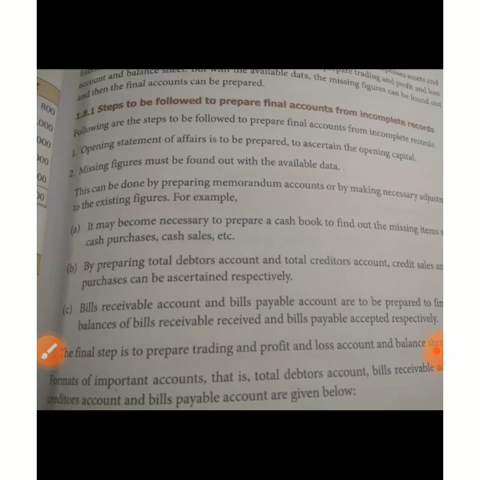 account and balance sheet. But with the available data, the missing figures can be found out
and then the final accounts can be prepared.
1.8.1 Steps to be followed to prepare final accounts from incomplete records
Following are the steps to be followed to prepare final accounts from incomplete records
1. Opening statement of affairs is to be prepared, to ascertain the opening capital.
2. Missing figures must be found out with the available data.
This can be done by preparing memorandum accounts or by making necessary
to the existing figures. For example,
(a) It may become necessary to prepare a cash book to find out the missing items
cash purchases, cash sales, etc.
(b) By preparing total debtors account and total creditors account, credit sales
purchases can be ascertained respectively.
(c) Bills receivable account and bills payable account are to be prepared to
balances of bills receivable received and bills payable accepted respectively.
final step is to prepare trading and profit and loss account and balance
Formats of important accounts, that is, total debtors account, bills receivable
creditors account and bills payable account are given below:
800